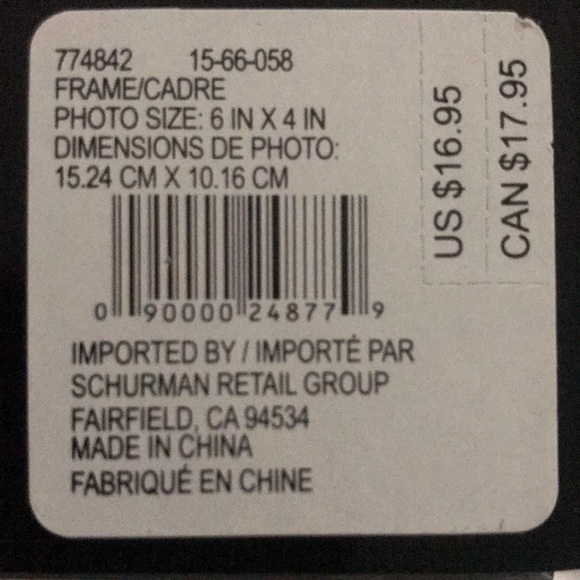 774842 15-66-058
FRAME/CADRE
PHOTO SIZE: 6 IN X 4 IN
DIMENSIONS DE PHOTO:
15.24 CM X 10.16 CM
0 90000 24877 9
IMPORTED BY / IMPORTÉ PAR
SCHURMAN RETAIL GROUP
FAIRFIELD, CA 94534
MADE IN CHINA
FABRIQUÉ EN CHINE
US $16.95
CAN $17.95